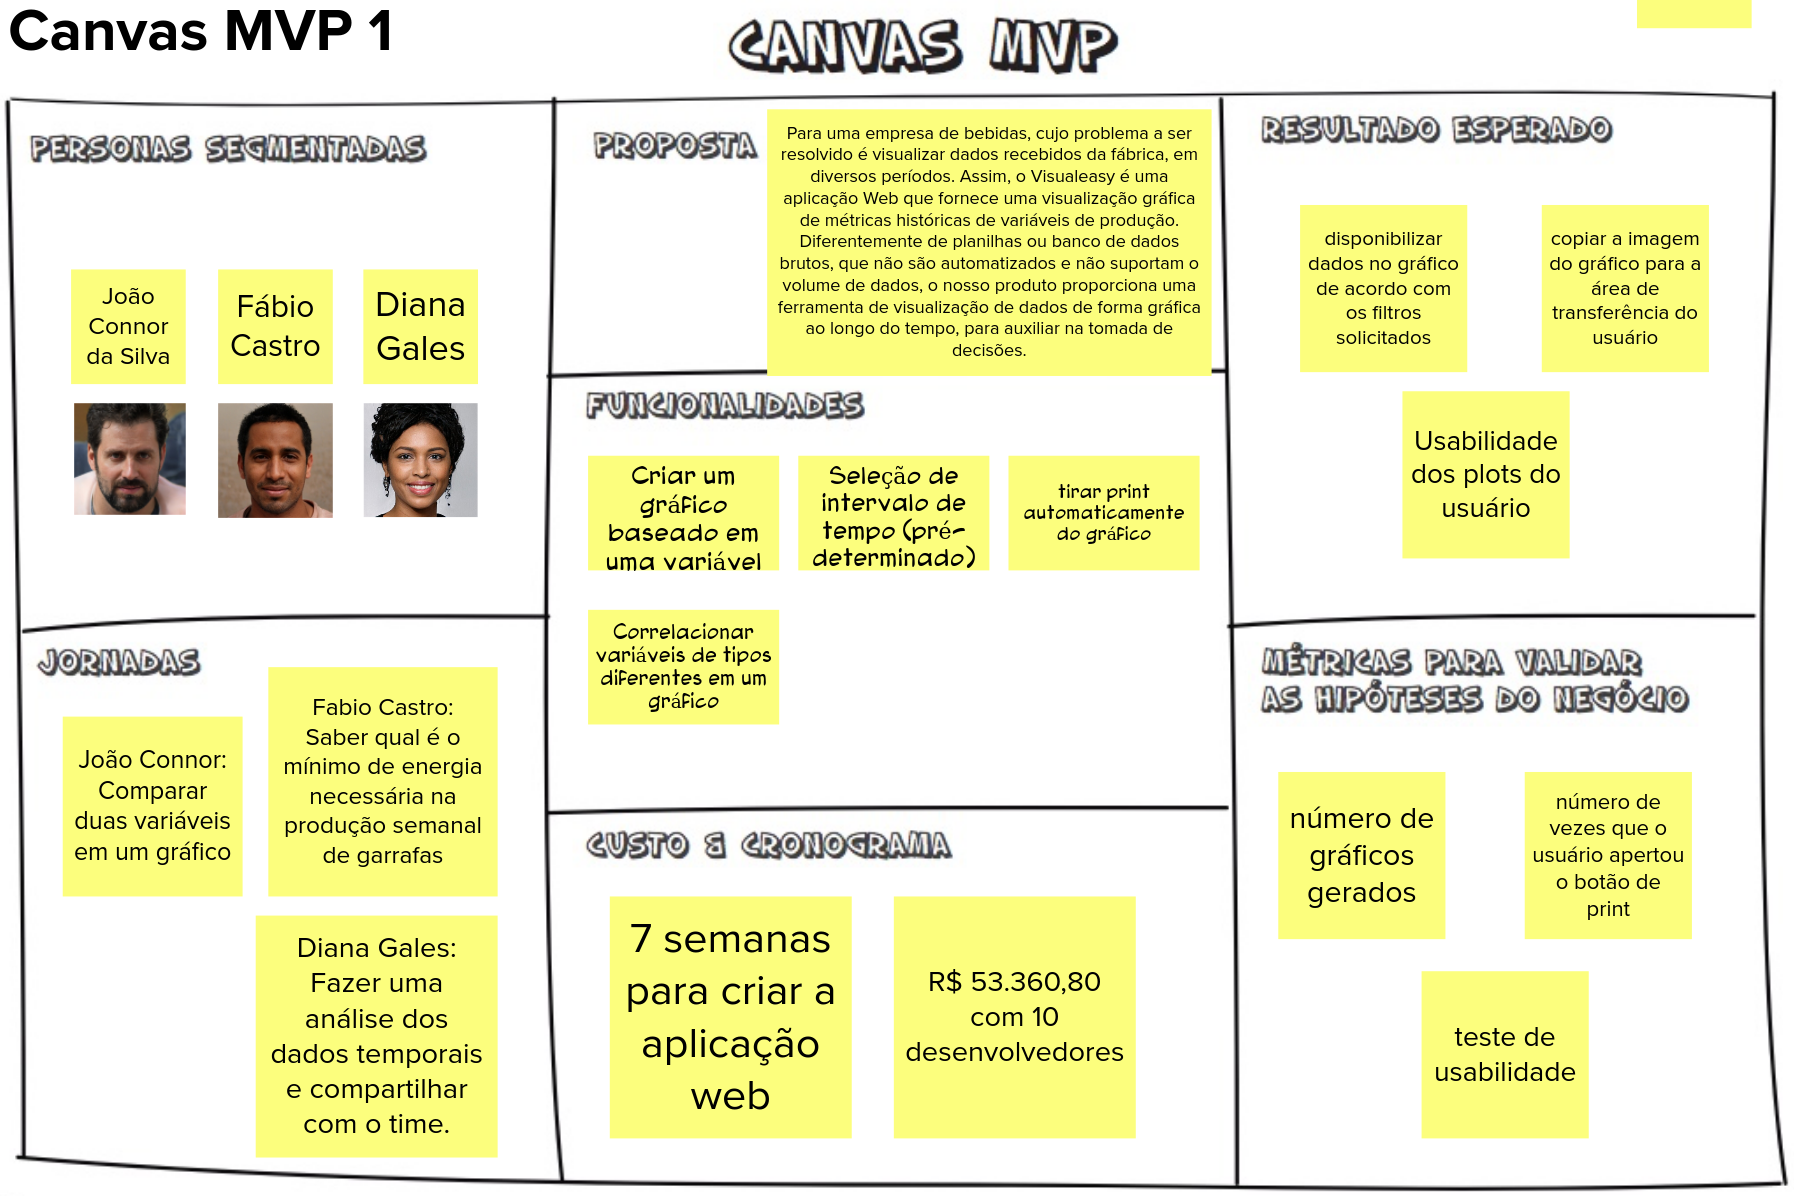 Canvas MVP 1
CANVAS MVP
PERSONAS SEGMENTADAS
João
Connor
da Silva
Fábio
Castro
Diana
Gales
JORNADAS
João Connor:
Comparar
duas variáveis
em um gráfico
Fabio Castro:
Saber qual é o
mínimo de energia
necessária na
produção semanal
de garrafas
Diana Gales:
Fazer uma
análise dos
dados temporais
e compartilhar
com o time.
PROPOSTA
Para uma empresa de bebidas, cujo problema a ser
resolvido é visualizar dados recebidos da fábrica, em
diversos períodos. Assim, o Visualeasy é uma
aplicação Web que fornece uma visualização gráfica
de métricas históricas de variáveis de produção.
Diferentemente de planilhas ou banco de dados
brutos, que não são automatizados e não suportam o
volume de dados, o nosso produto proporciona uma
ferramenta de visualização de dados de forma gráfica
ao longo do tempo, para auxiliar na tomada de
decisões.
FUNCIONALIDADES
Criar um
gráfico
baseado em
uma variável
Seleção de
intervalo de
tempo (pré-
determinado)
tirar print
automaticamente
do gráfico
Correlacionar
variáveis de tipos
diferentes em um
gráfico
CUSTO & CRONOGRAMA
7 semanas
para criar a
aplicação
web
R$ 53.360,80
com 10
desenvolvedores
RESULTADO ESPERADO
disponibilizar
dados no gráfico
de acordo com
os filtros
solicitados
copiar a imagem
do gráfico para a
área de
transferência do
usuário
Usabilidade
dos plots do
usuário
MÉTRICAS PARA VALIDAR
AS HIPÓTESES DO NEGÓCIO
número de
gráficos
gerados
número de
vezes que o
usuário apertou
o botão de
print
teste de
usabilidade